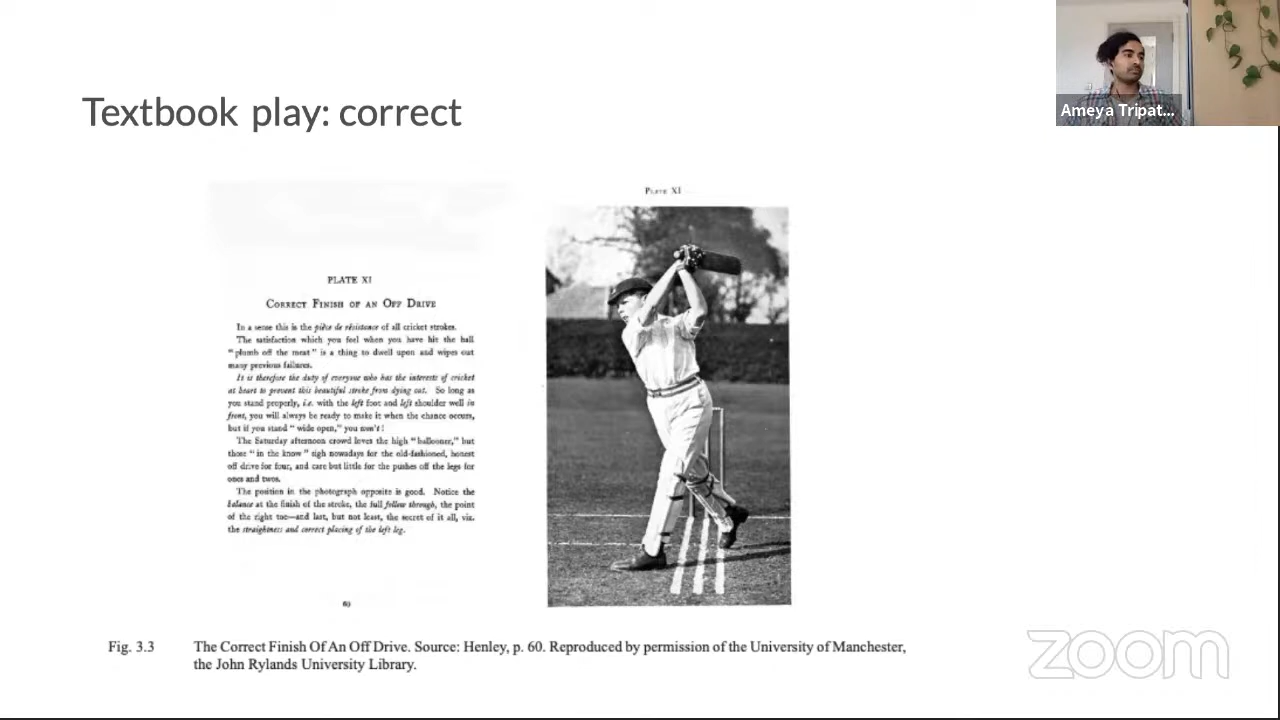 Textbook play: correct
Ameya Tripat...
PLATE XI
CORRECT FINISH OF AN OFF DRIVE
In a sense this is the pièce de résistance of all cricket strokes.
The satisfaction which you feel when you have hit the ball
"plumb off the meat" is a thing to dwell upon and wipes out
many previous failures.
It is therefore the duty of everyone who has the interests of cricket
at heart to prevent this beautiful stroke from dying out. So long as
you stand properly, i.e. with the left foot and left shoulder well in
front, you will always be ready to make it when the chance occurs,
but if you stand "wide open," you won't!
The Saturday afternoon crowd loves the high "ballooner," but
those "in the know" sigh nowadays for the old-fashioned, honest
off drive for four, and care but little for the pushes off the legs for
ones and twos.
The position in the photograph opposite is good. Notice the
balance at the finish of the stroke, the full follow through, the point
of the right toe—and last, but not least, the secret of it all, viz.
the straightness and correct placing of the left leg.
60
PLATE XI
Fig. 3.3 The Correct Finish Of An Off Drive. Source: Henley, p. 60. Reproduced by permission of the University of Manchester,
the John Rylands University Library.
zoom